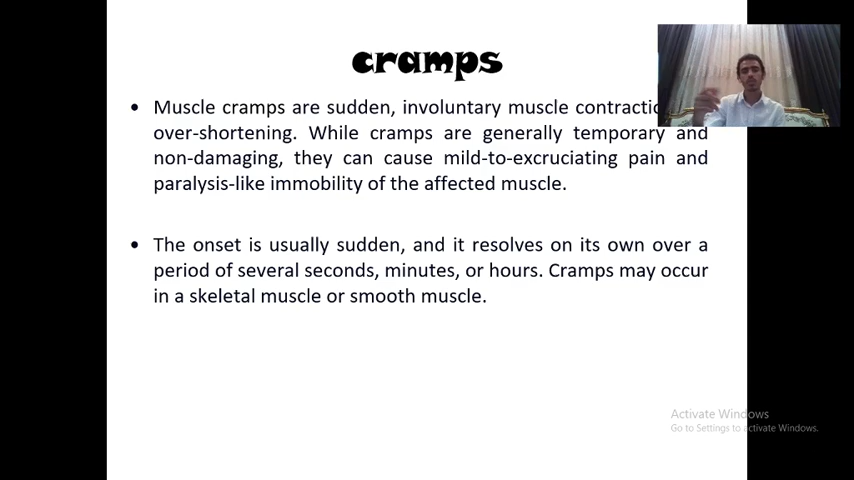 cramps
• Muscle cramps are sudden, involuntary muscle
over-shortening. While cramps are generally temporary and
non-damaging, they can cause mild-to-excruciating pain and
paralysis-like immobility of the affected muscle.
• The onset is usually sudden, and it resolves on its own over a
period of several seconds, minutes, or hours. Cramps may occur
in a skeletal muscle or smooth muscle.
Activate Windows
Go to Settings to activate Windows.